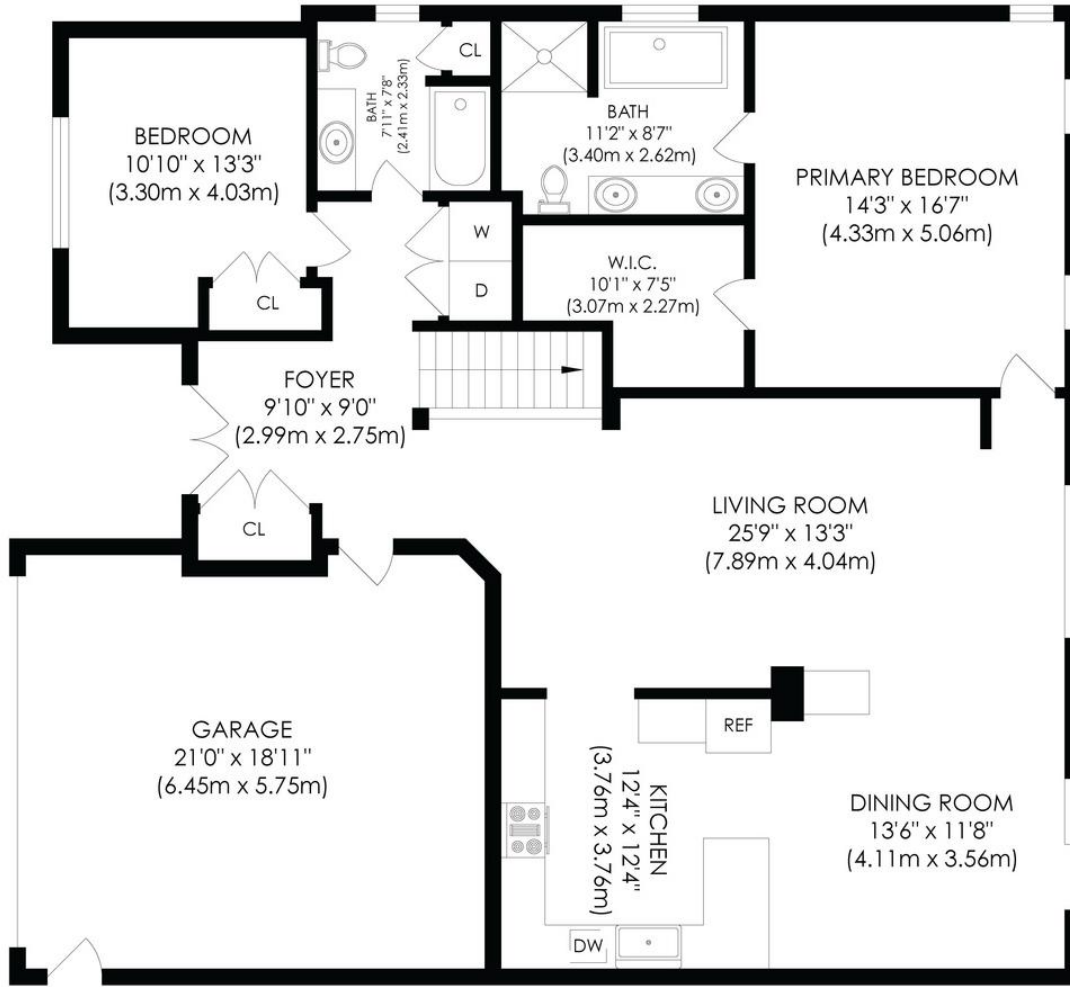 CL
BATH
7'11" x 7'8"
(2.41m x 2.33m)
BEDROOM
10'10" x 13'3"
(3.30m x 4.03m)
BATH
11'2" x 8'7"
(3.40m x 2.62m)
PRIMARY BEDROOM
14'3" x 16'7"
(4.33m x 5.06m)
W
D
W.I.C.
10'1" x 7'5"
(3.07m x 2.27m)
CL
FOYER
9'10" x 9'0"
(2.99m x 2.75m)
CL
LIVING ROOM
25'9" x 13'3"
(7.89m x 4.04m)
GARAGE
21'0" x 18'11"
(6.45m x 5.75m)
REF
KITCHEN
12'4" x 12'4"
(3.76m x 3.76m)
DINING ROOM
13'6" x 11'8"
(4.11m x 3.56m)
DW